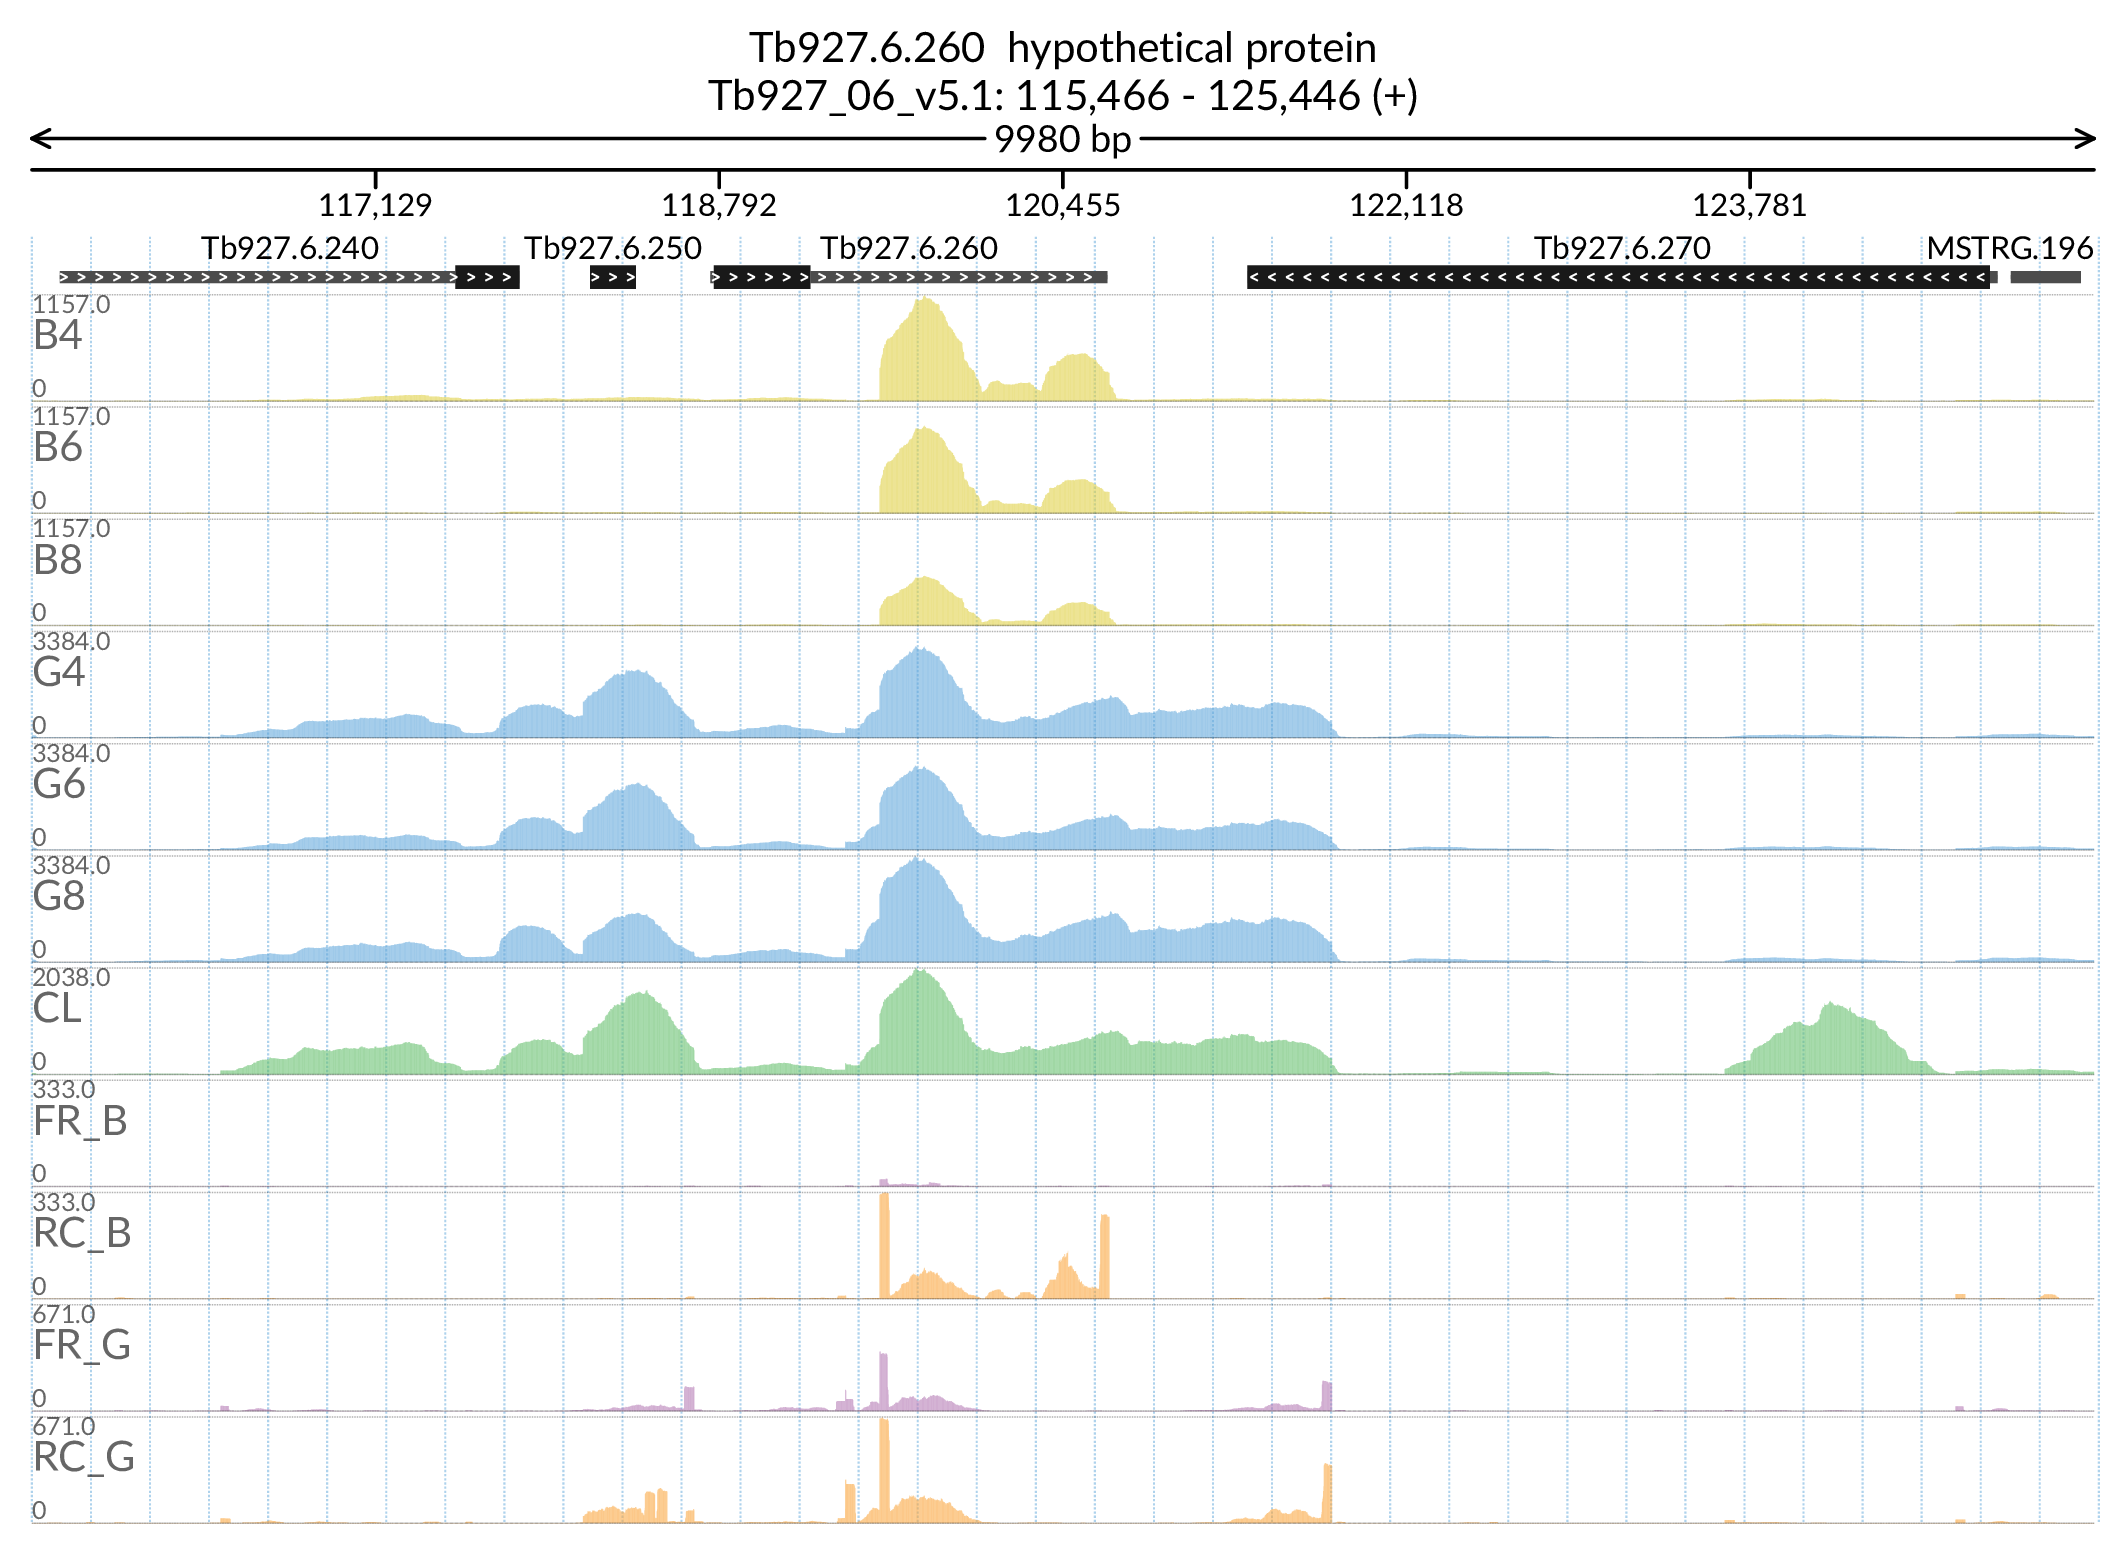 Tb927.6.260 hypothetical protein
Tb927_06_v5.1: 115,466 - 125,446 (+)
9980 bp
117,129 118,792 120,455 122,118 123,781
Tb927.6.240 Tb927.6.250 Tb927.6.260 Tb927.6.270 MSTRG.196
1157.0
B4
0
1157.0
B6
0
1157.0
B8
0
3384.0
G4
0
3384.0
G6
0
3384.0
G8
0
2038.0
CL
0
333.0
FR_B
0
333.0
RC_B
0
671.0
FR_G
0
671.0
RC_G
0